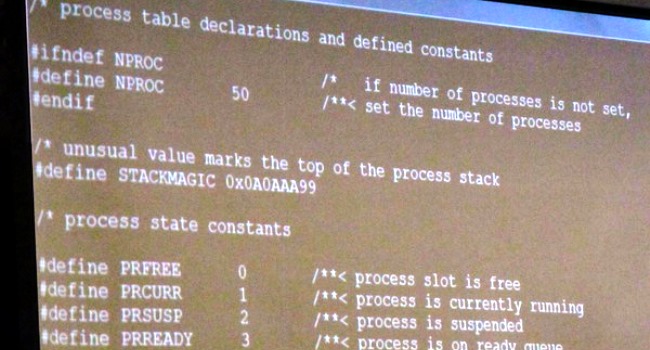 /* process table declarations and defined constants
#ifndef NPROC
#define NPROC 50 /* if number of processes is not set,
#endif /**< set the number of processes
/* unusual value marks the top of the process stack
#define STACKMAGIC 0x0A0AAA99
/* process state constants
#define PRFREE 0 /**< process slot is free
#define PRCURR 1 /**< process is currently running
#define PRSUSP 2 /**< process is suspended
#define PRREADY 3 /**< process is on ready queue